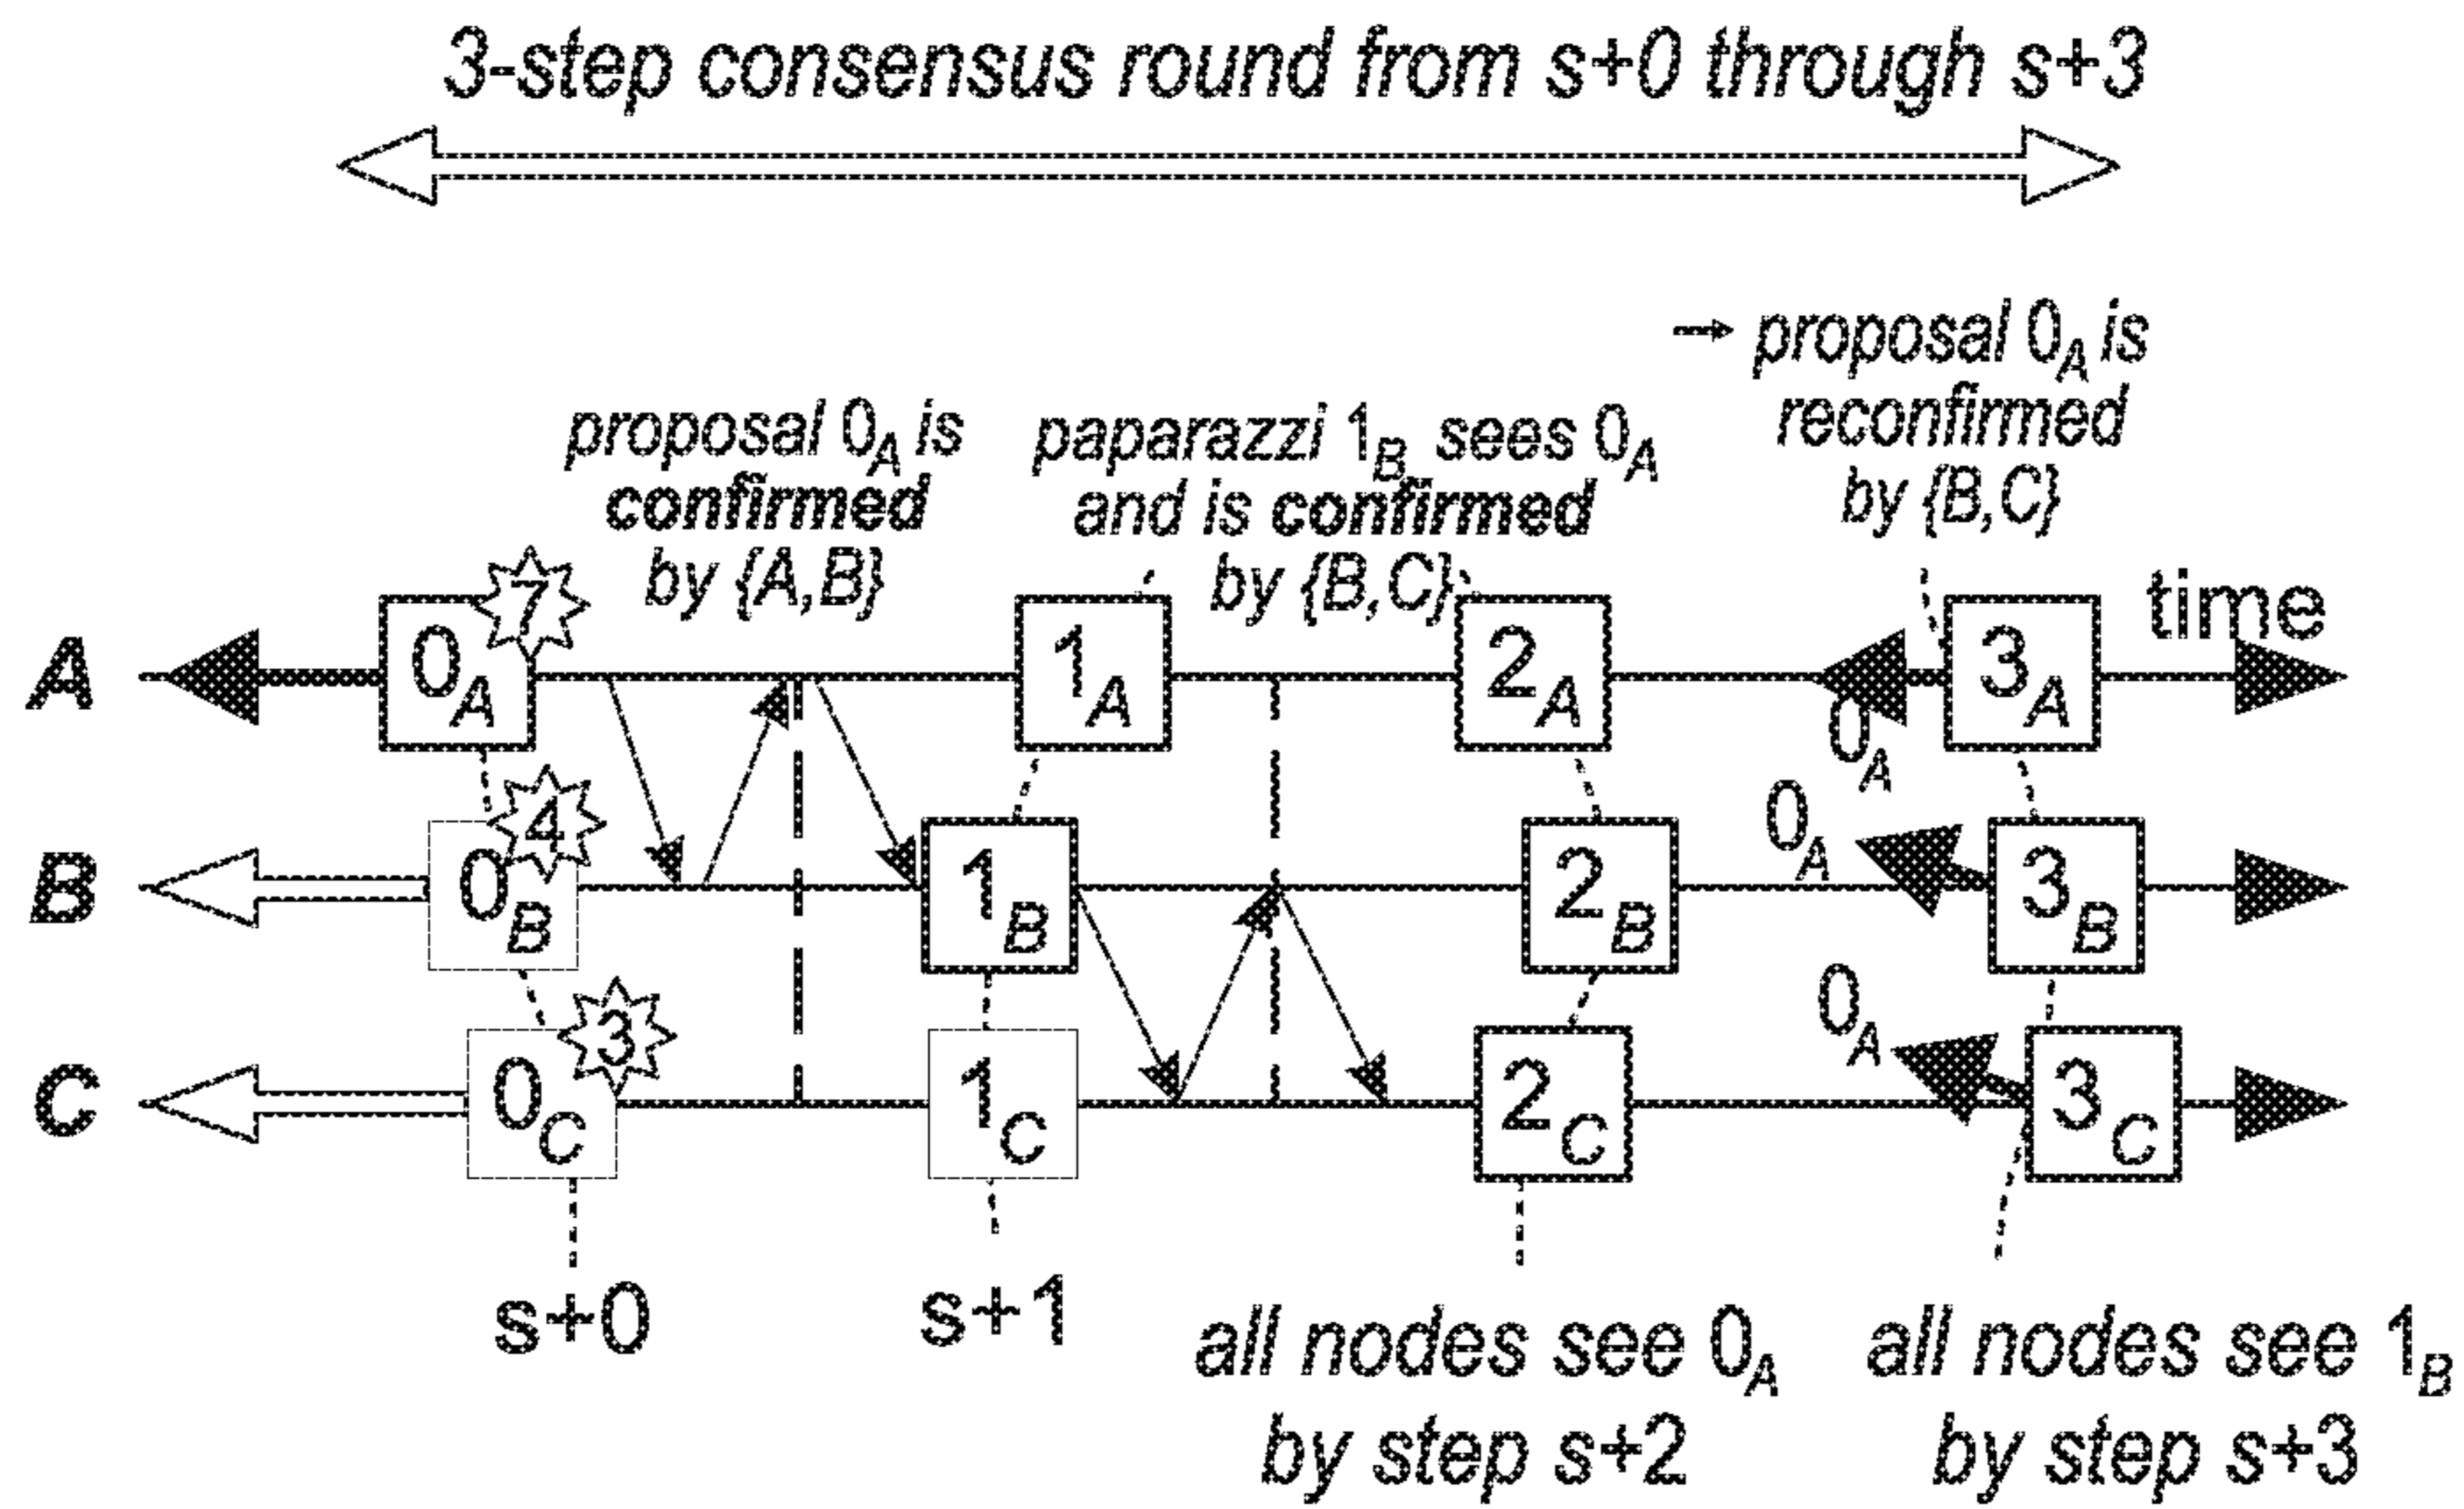 3-step consensus round from s+0 through s+3
→ proposal 0A is
reconfirmed
by {B,C}
proposal 0A is
confirmed
by {A,B}
paparazzi 1B sees 0A
and is confirmed
by {B,C}
time
A
0A
7
1A
2A
0A
3A
B
0B
4
1B
2B
0A
3B
C
0C
3
1C
2C
0A
3C
s+0
s+1
all nodes see 0A
by step s+2
all nodes see 1B
by step s+3